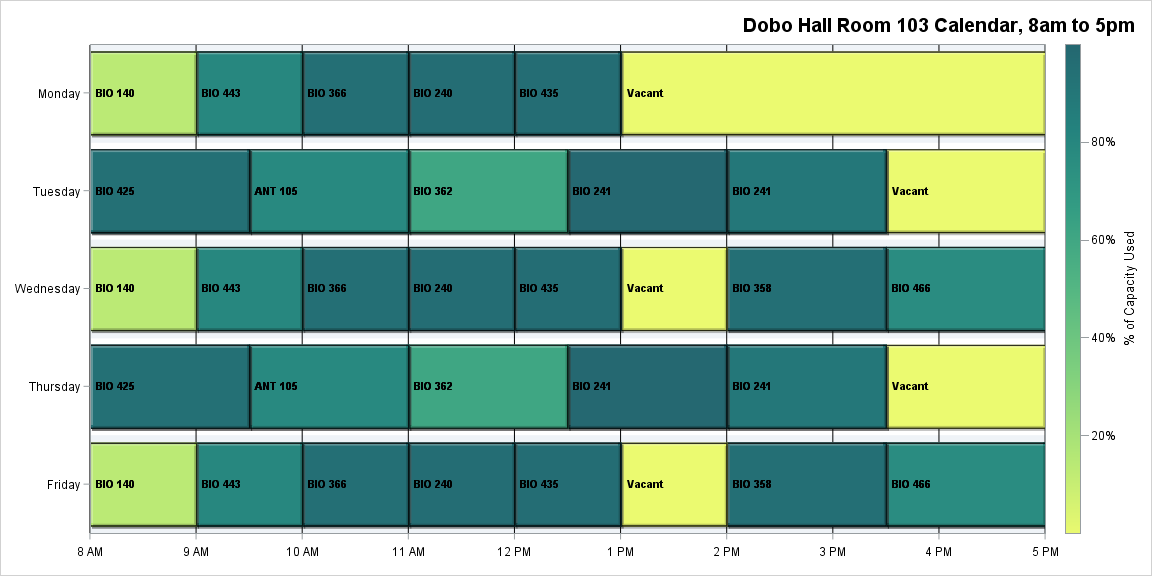 Dobo Hall Room 103 Calendar, 8am to 5pm
Monday BIO 140 BIO 443 BIO 366 BIO 240 BIO 435 Vacant
80%
Tuesday BIO 425 ANT 105 BIO 362 BIO 241 BIO 241 Vacant
60%
Wednesday BIO 140 BIO 443 BIO 366 BIO 240 BIO 435 Vacant BIO 358 BIO 466
% of Capacity Used
40%
Thursday BIO 425 ANT 105 BIO 362 BIO 241 BIO 241 Vacant
20%
Friday BIO 140 BIO 443 BIO 366 BIO 240 BIO 435 Vacant BIO 358 BIO 466
8 AM 9 AM 10 AM 11 AM 12 PM 1 PM 2 PM 3 PM 4 PM 5 PM